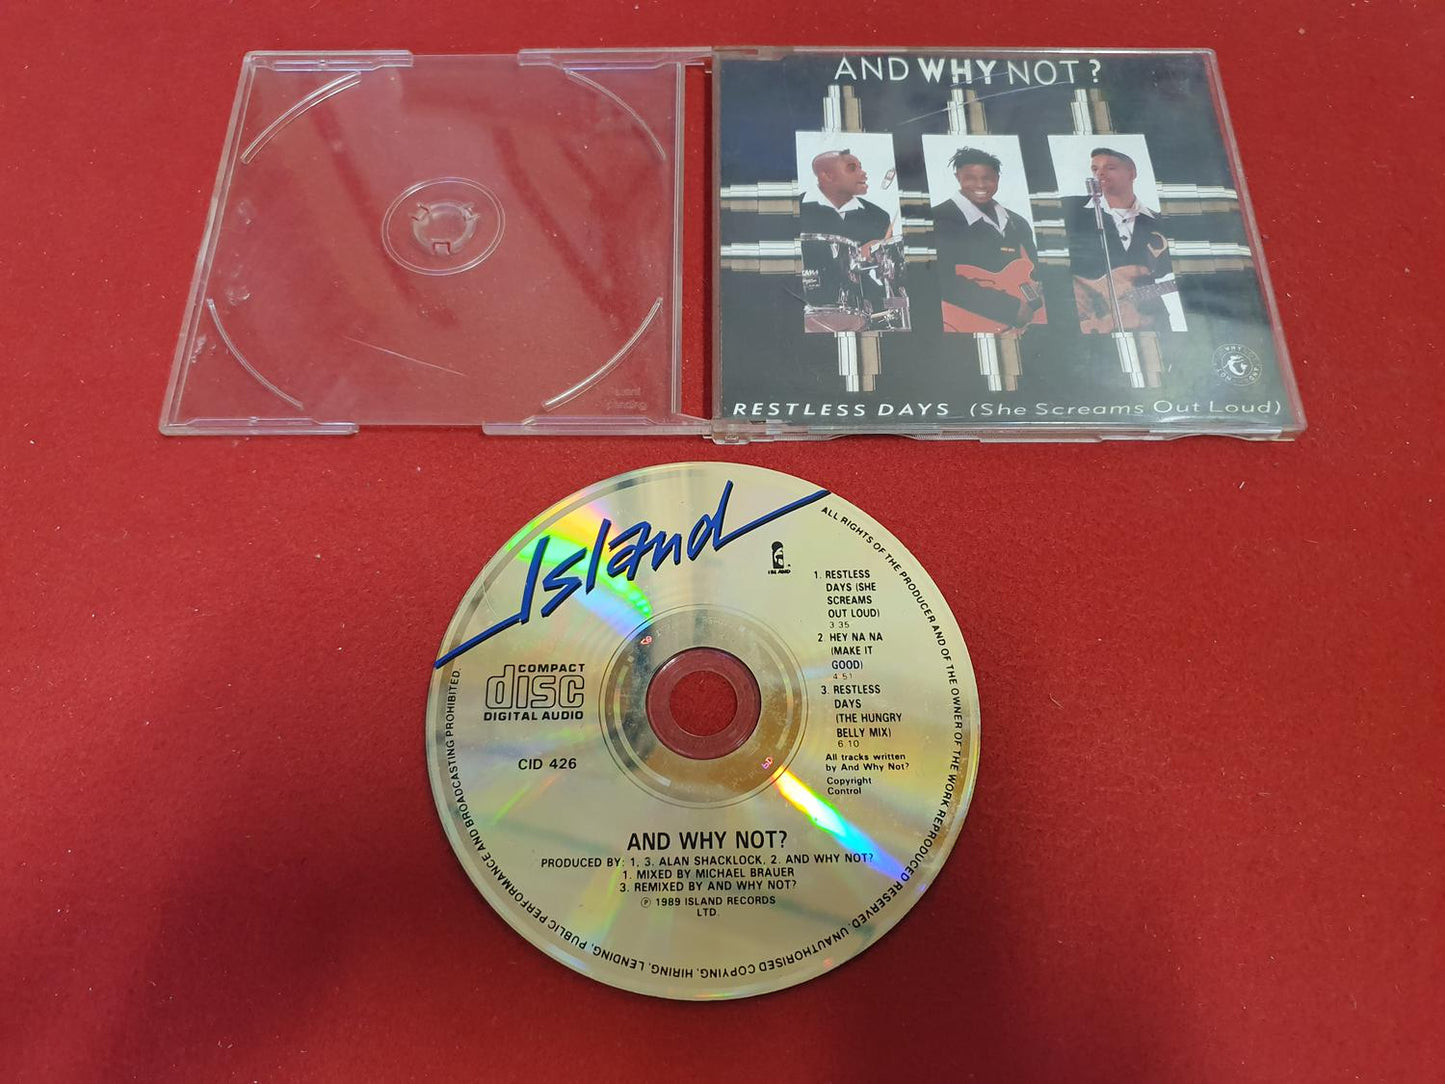 AND WHY NOT?
RESTLESS DAYS (She Screams Out Loud)
Island
ISLAND
COMPACT
disc
DIGITAL AUDIO
CID 426
1. RESTLESS
DAYS (SHE
SCREAMS
OUT LOUD)
3.35
2. HEY NA NA
(MAKE IT
GOOD)
4.51
3. RESTLESS
DAYS
(THE HUNGRY
BELLY MIX)
6.10
All tracks written
by And Why Not?
Copyright
Control
AND WHY NOT?
PRODUCED BY: 1, 3. ALAN SHACKLOCK, 2. AND WHY NOT?
1. MIXED BY MICHAEL BRAUER
3. REMIXED BY AND WHY NOT?
℗ 1989 ISLAND RECORDS
LTD.
ALL RIGHTS OF THE PRODUCER AND OF THE OWNER OF THE WORK REPRODUCED RESERVED. UNAUTHORISED COPYING, HIRING, LENDING, PUBLIC PERFORMANCE AND BROADCASTING PROHIBITED.